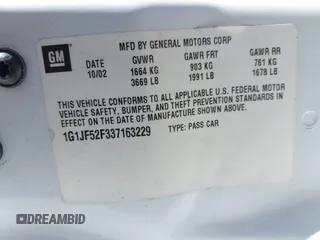 GM
MFD BY GENERAL MOTORS CORP
DATE GVWR GAWR FRT GAWR RR
10/02 1664 KG 903 KG 761 KG
3669 LB 1991 LB 1678 LB
THIS VEHICLE CONFORMS TO ALL APPLICABLE U.S. FEDERAL MOTOR
VEHICLE SAFETY, BUMPER, AND THEFT PREVENTION STANDARDS IN
EFFECT ON THE DATE OF MANUFACTURE SHOWN ABOVE.
1G1JF52F337163229 TYPE: PASS CAR
DREAMBID